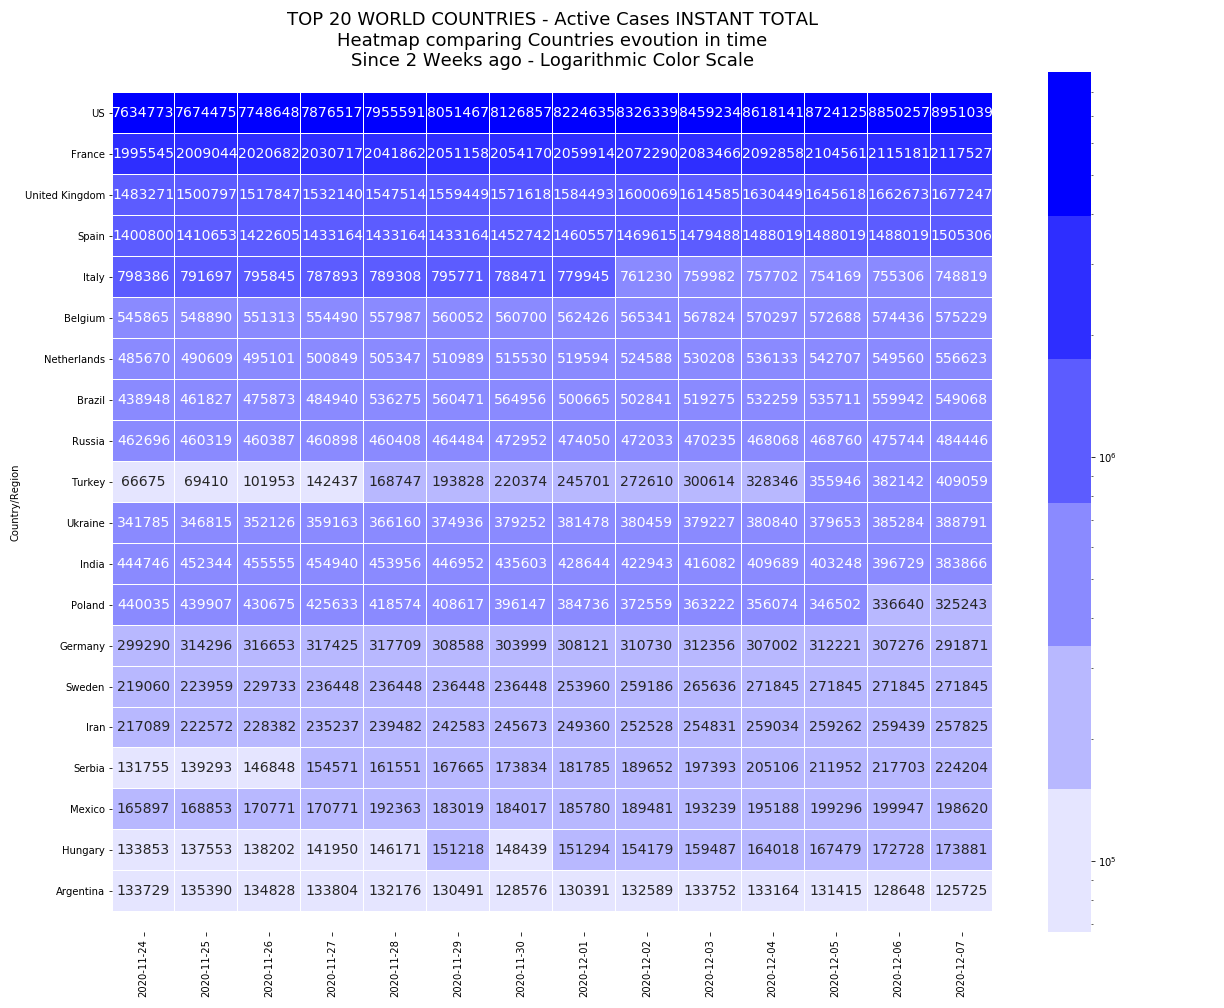 TOP 20 WORLD COUNTRIES - Active Cases INSTANT TOTAL
Heatmap comparing Countries evoution in time
Since 2 Weeks ago - Logarithmic Color Scale
Country/Region
US 7634773 7674475 7748648 7876517 7955591 8051467 8126857 8224635 8326339 8459234 8618141 8724125 8850257 8951039
France 1995545 2009044 2020682 2030717 2041862 2051158 2054170 2059914 2072290 2083466 2092858 2104561 2115181 2117527
United Kingdom 1483271 1500797 1517847 1532140 1547514 1559449 1571618 1584493 1600069 1614585 1630449 1645618 1662673 1677247
Spain 1400800 1410653 1422605 1433164 1433164 1433164 1452742 1460557 1469615 1479488 1488019 1488019 1488019 1505306
Italy 798386 791697 795845 787893 789308 795771 788471 779945 761230 759982 757702 754169 755306 748819
Belgium 545865 548890 551313 554490 557987 560052 560700 562426 565341 567824 570297 572688 574436 575229
Netherlands 485670 490609 495101 500849 505347 510989 515530 519594 524588 530208 536133 542707 549560 556623
Brazil 438948 461827 475873 484940 536275 560471 564956 500665 502841 519275 532259 535711 559942 549068
Russia 462696 460319 460387 460898 460408 464484 472952 474050 472033 470235 468068 468760 475744 484446
Turkey 66675 69410 101953 142437 168747 193828 220374 245701 272610 300614 328346 355946 382142 409059
Ukraine 341785 346815 352126 359163 366160 374936 379252 381478 380459 379227 380840 379653 385284 388791
India 444746 452344 455555 454940 453956 446952 435603 428644 422943 416082 409689 403248 396729 383866
Poland 440035 439907 430675 425633 418574 408617 396147 384736 372559 363222 356074 346502 336640 325243
Germany 299290 314296 316653 317425 317709 308588 303999 308121 310730 312356 307002 312221 307276 291871
Sweden 219060 223959 229733 236448 236448 236448 236448 253960 259186 265636 271845 271845 271845 271845
Iran 217089 222572 228382 235237 239482 242583 245673 249360 252528 254831 259034 259262 259439 257825
Serbia 131755 139293 146848 154571 161551 167665 173834 181785 189652 197393 205106 211952 217703 224204
Mexico 165897 168853 170771 170771 192363 183019 184017 185780 189481 193239 195188 199296 199947 198620
Hungary 133853 137553 138202 141950 146171 151218 148439 151294 154179 159487 164018 167479 172728 173881
Argentina 133729 135390 134828 133804 132176 130491 128576 130391 132589 133752 133164 131415 128648 125725
2020-11-24 2020-11-25 2020-11-26 2020-11-27 2020-11-28 2020-11-29 2020-11-30 2020-12-01 2020-12-02 2020-12-03 2020-12-04 2020-12-05 2020-12-06 2020-12-07
10⁶
10⁵